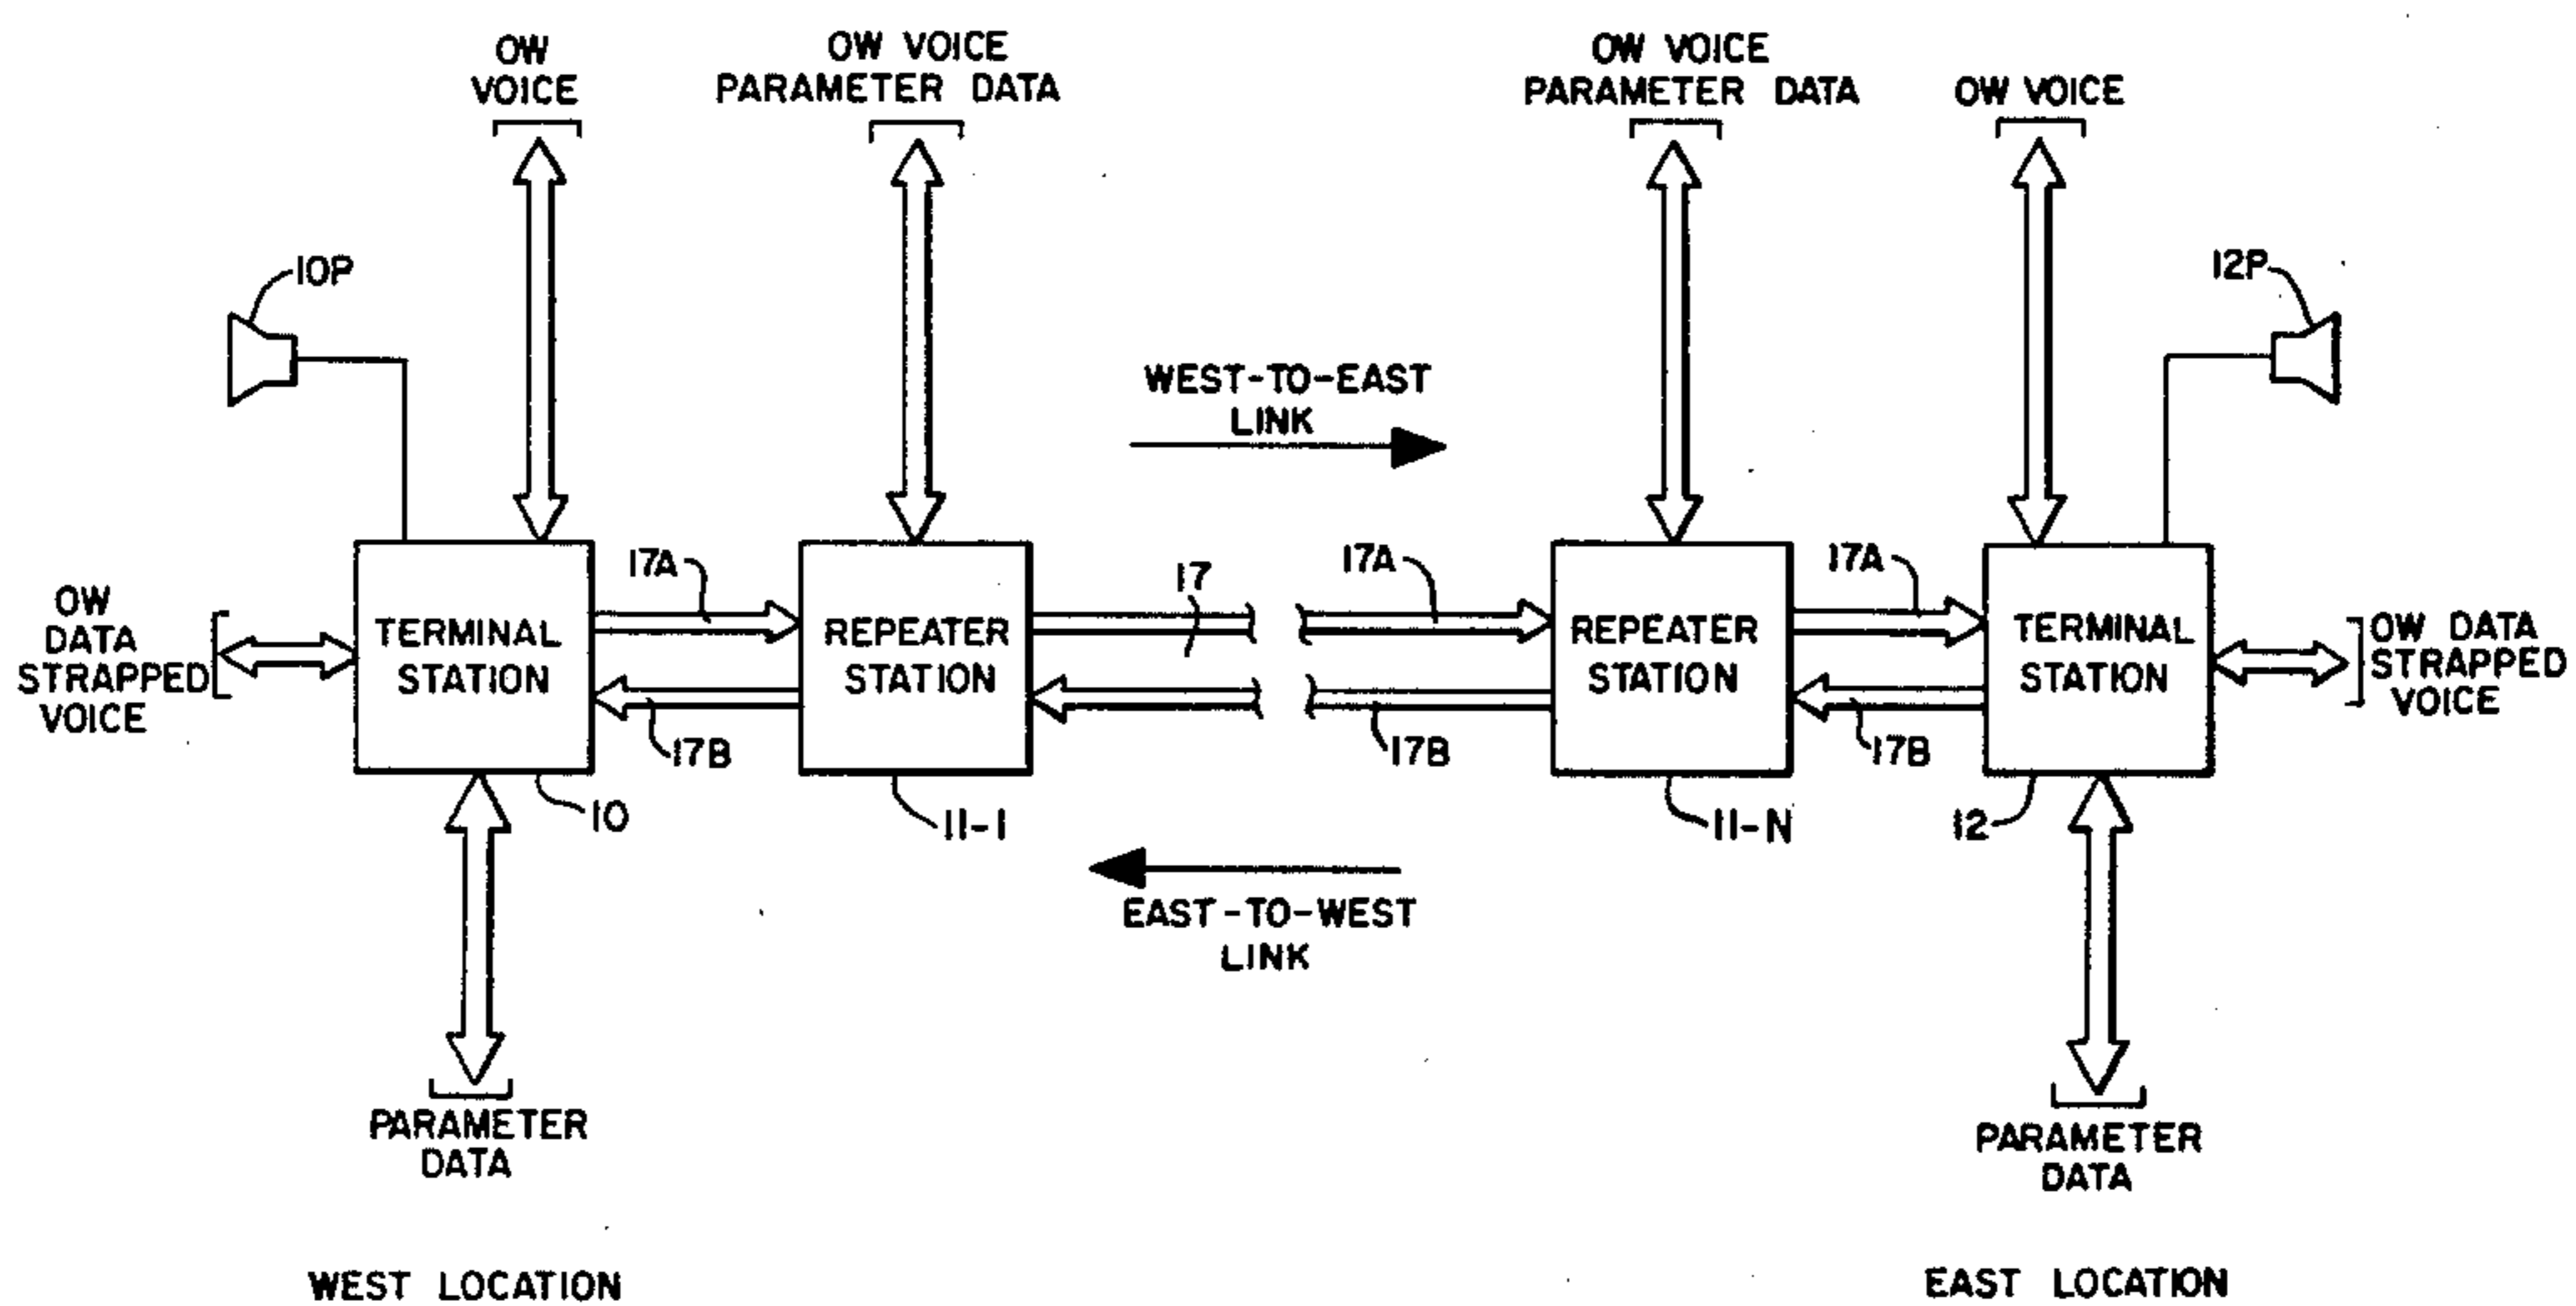 OW
VOICE
OW VOICE
PARAMETER DATA
OW VOICE
PARAMETER DATA
OW VOICE
10P
12P
WEST-TO-EAST
LINK
17A
17
17A
17A
OW
DATA
STRAPPED
VOICE
TERMINAL
STATION
REPEATER
STATION
REPEATER
STATION
TERMINAL
STATION
OW DATA
STRAPPED
VOICE
17B
17B
17B
10
11-1
11-N
12
EAST-TO-WEST
LINK
PARAMETER
DATA
PARAMETER
DATA
WEST LOCATION
EAST LOCATION